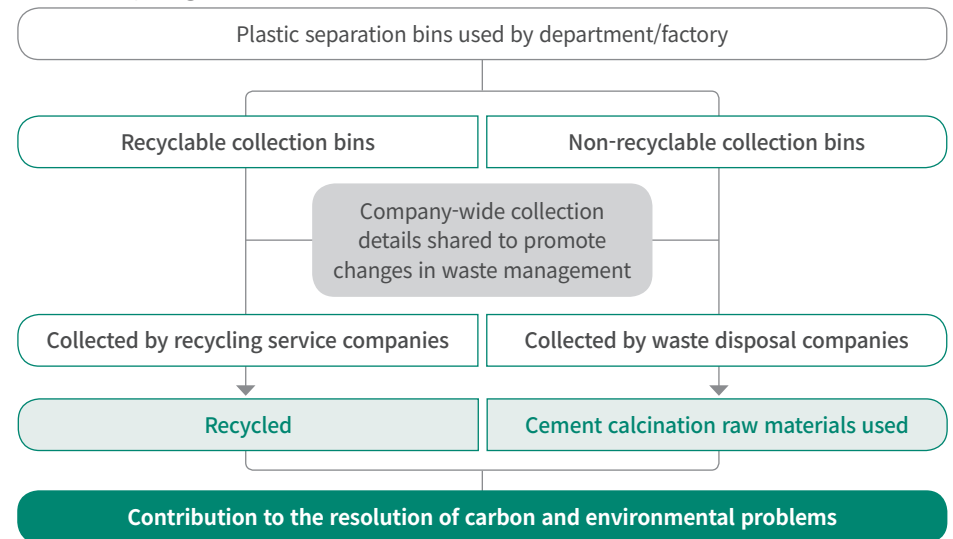 Plastic separation bins used by department/factory
Recyclable collection bins
Non-recyclable collection bins
Company-wide collection
details shared to promote
changes in waste management
Collected by recycling service companies
Collected by waste disposal companies
Recycled
Cement calcination raw materials used
Contribution to the resolution of carbon and environmental problems